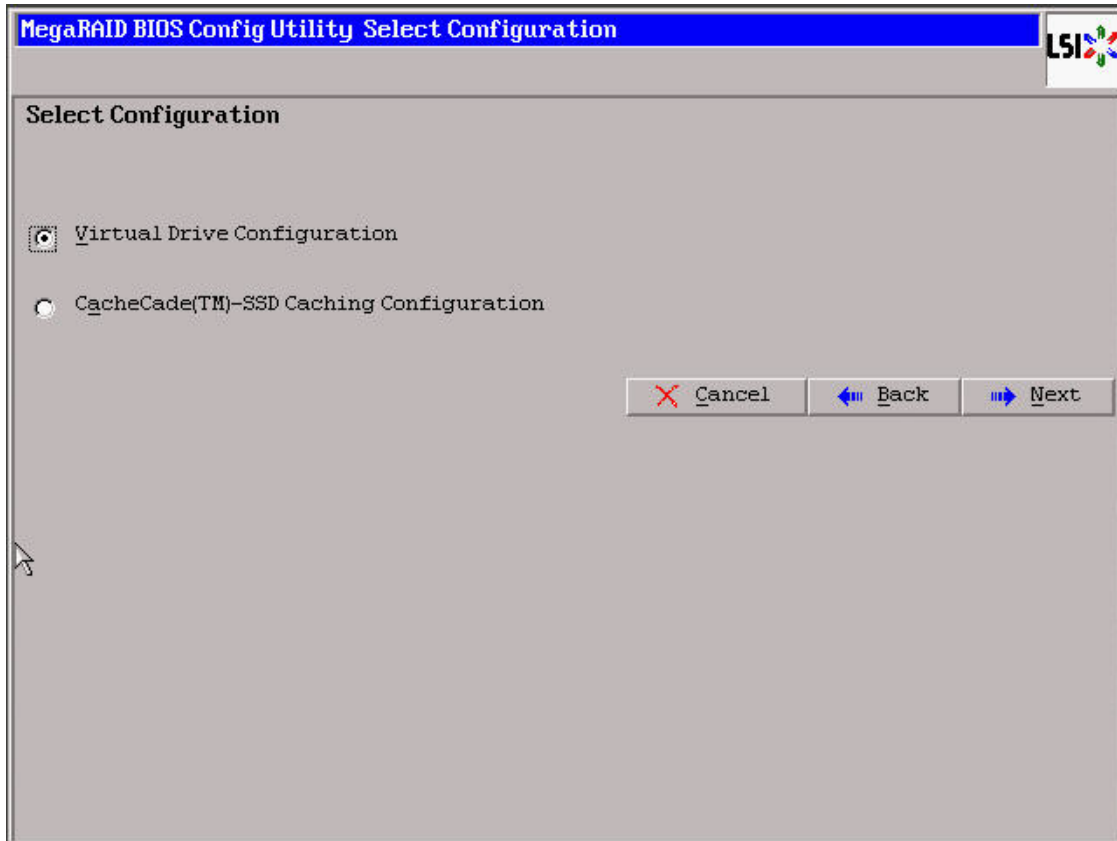 MegaRAID BIOS Config Utility Select Configuration
LSI
Select Configuration
Virtual Drive Configuration
CacheCade(TM)-SSD Caching Configuration
Cancel
Back
Next